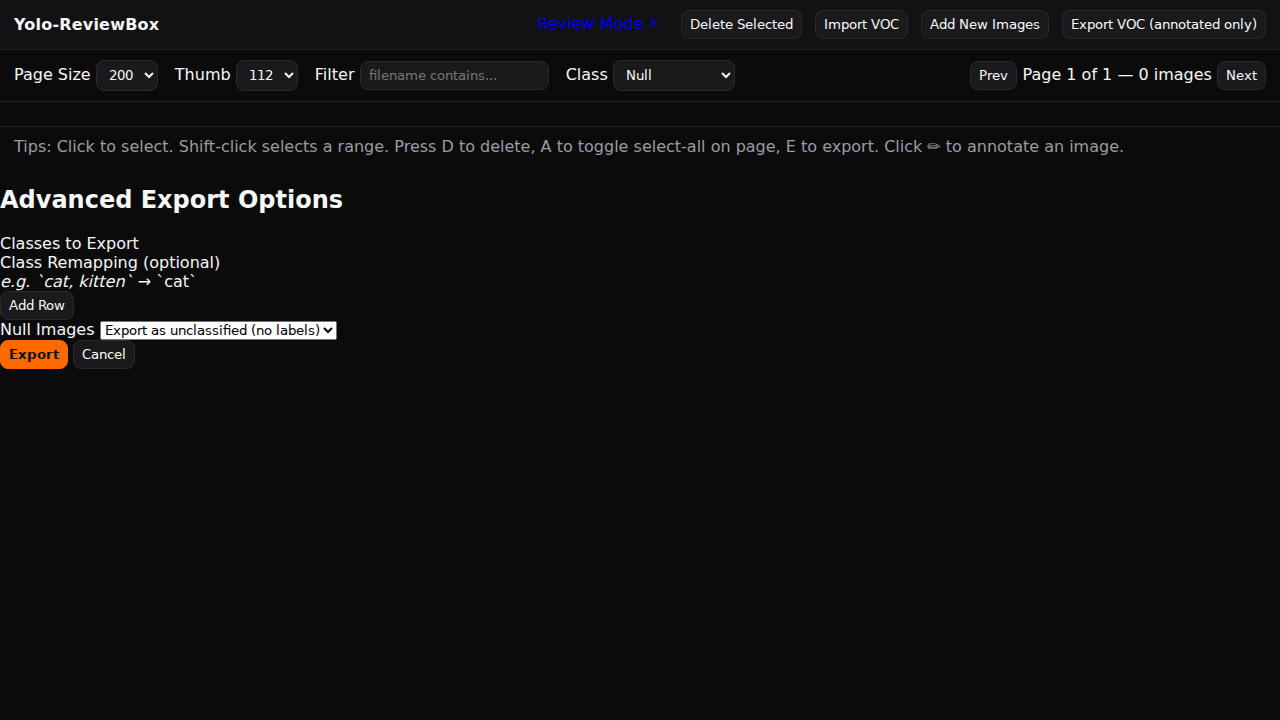 Yolo-ReviewBox
Review Mode ⚡ Delete Selected Import VOC Add New Images Export VOC (annotated only)
Page Size 200 Thumb 112 Filter filename contains... Class Null Prev Page 1 of 1 — 0 images Next
Tips: Click to select. Shift-click selects a range. Press D to delete, A to toggle select-all on page, E to export. Click ✏ to annotate an image.
Advanced Export Options
Classes to Export
Class Remapping (optional)
e.g. `cat, kitten` → `cat`
Add Row
Null Images Export as unclassified (no labels)
Export Cancel